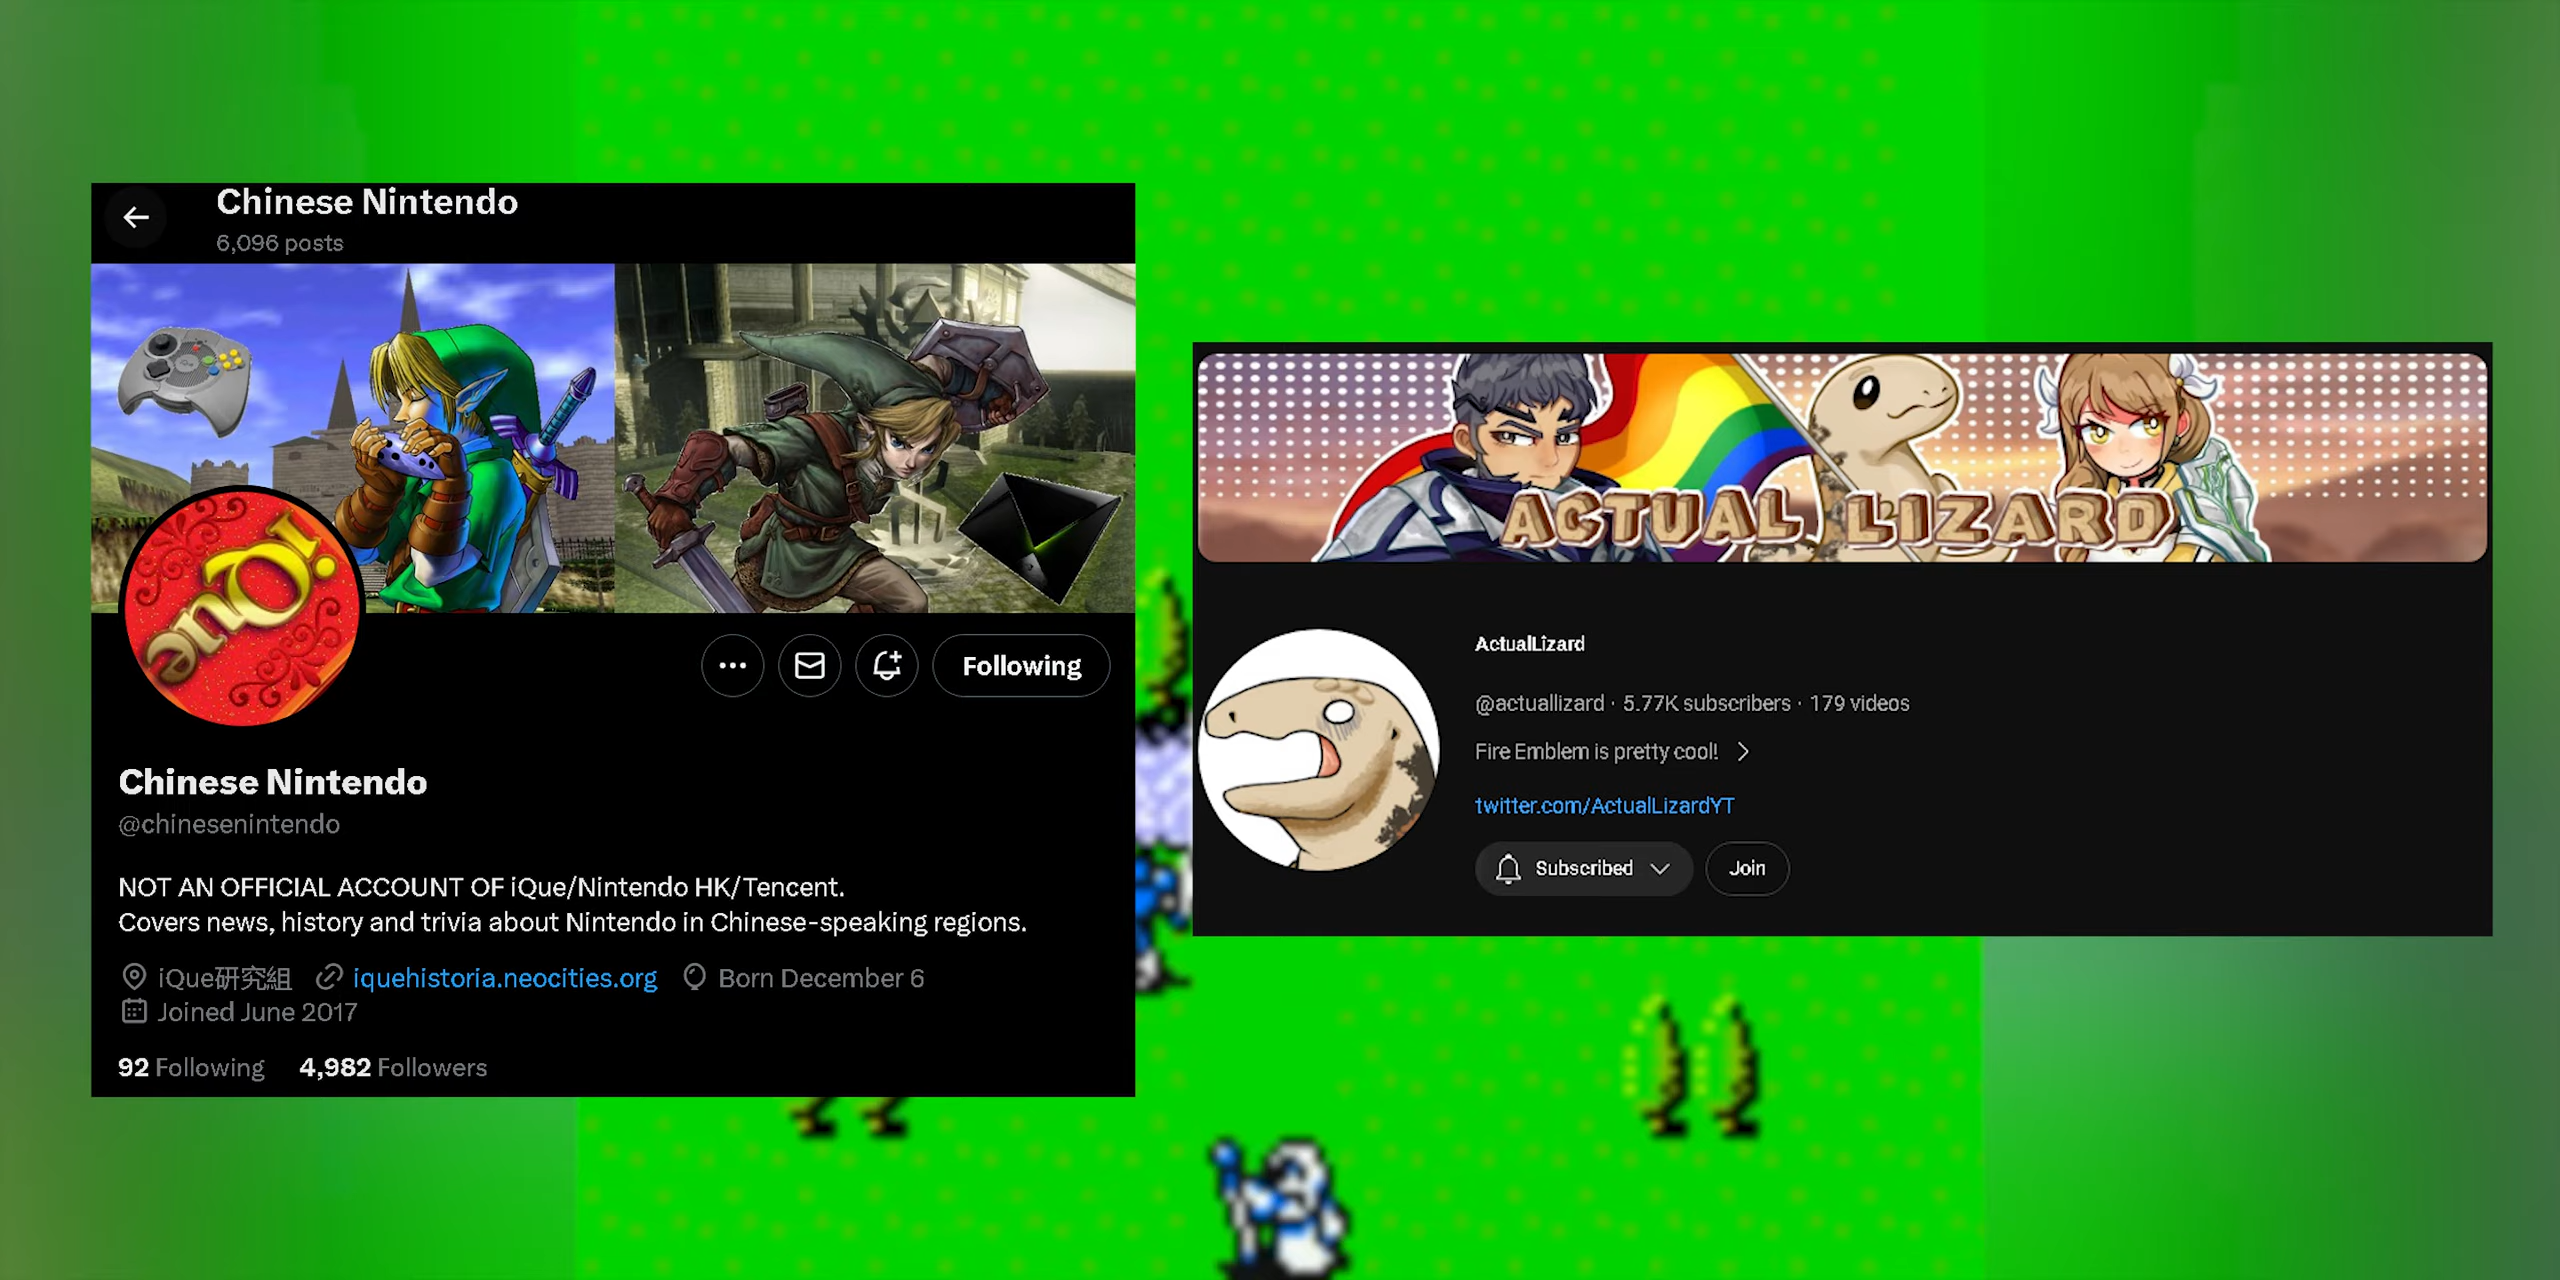 Chinese Nintendo
6,096 posts
iQue
Following
Chinese Nintendo
@chinesenintendo
NOT AN OFFICIAL ACCOUNT OF iQue/Nintendo HK/Tencent.
Covers news, history and trivia about Nintendo in Chinese-speaking regions.
iQue研究組 iquehistoria.neocities.org Born December 6
Joined June 2017
92 Following 4,982 Followers
ACTUAL LIZARD
ActualLizard
@actuallizard · 5.77K subscribers · 179 videos
Fire Emblem is pretty cool!
twitter.com/ActualLizardYT
Subscribed Join